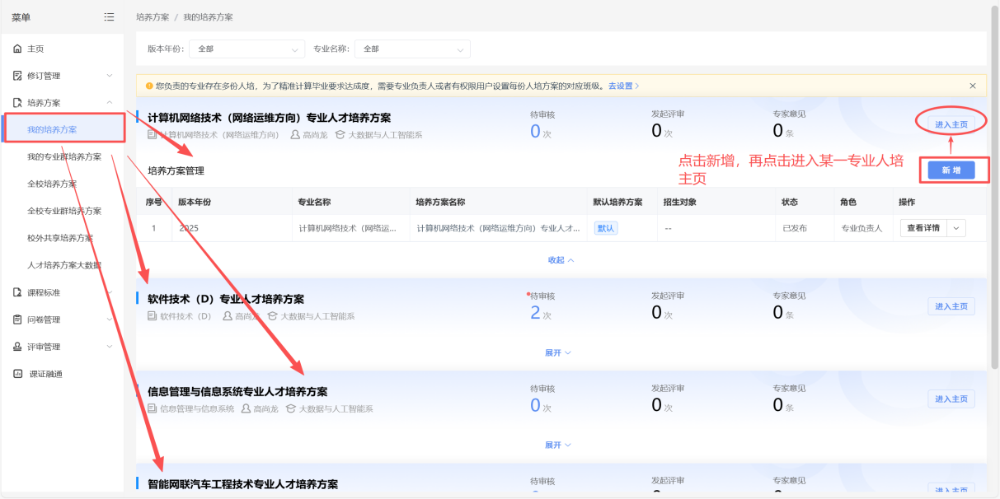 菜单
培养方案 / 我的培养方案
主页
修订管理
培养方案
我的培养方案
我的专业群培养方案
全校培养方案
全校专业群培养方案
校外共享培养方案
人才培养方案大数据
课程标准
问卷管理
评审管理
课证融通
版本年份: 全部 专业名称: 全部
您负责的专业存在多份人培，为了精准计算毕业要求达成度，需要专业负责人或者有权限用户设置每份人培方案的对应班级。去设置 >
计算机网络技术（网络运维方向）专业人才培养方案
计算机网络技术（网络运维方向） 高尚龙 大数据与人工智能系
待审核 发起评审 专家意见
0 次 0 次 0 条
进入主页
点击新增，再点击进入某一专业人培
主页
培养方案管理
新增
序号 版本年份 专业名称 培养方案名称 默认培养方案 招生对象 状态 角色 操作
1 2025 计算机网络技术（网络运... 计算机网络技术（网络运维方向）专业人才... 默认 -- 已发布 专业负责人 查看详情
收起
软件技术（D）专业人才培养方案
软件技术（D） 高尚龙 大数据与人工智能系
待审核 发起评审 专家意见
2 次 0 次 0 条
进入主页
展开
信息管理与信息系统专业人才培养方案
信息管理与信息系统 高尚龙 大数据与人工智能系
待审核 发起评审 专家意见
0 次 0 次 0 条
进入主页
展开
智能网联汽车工程技术专业人才培养方案
待审核 发起评审 专家意见
进入主页